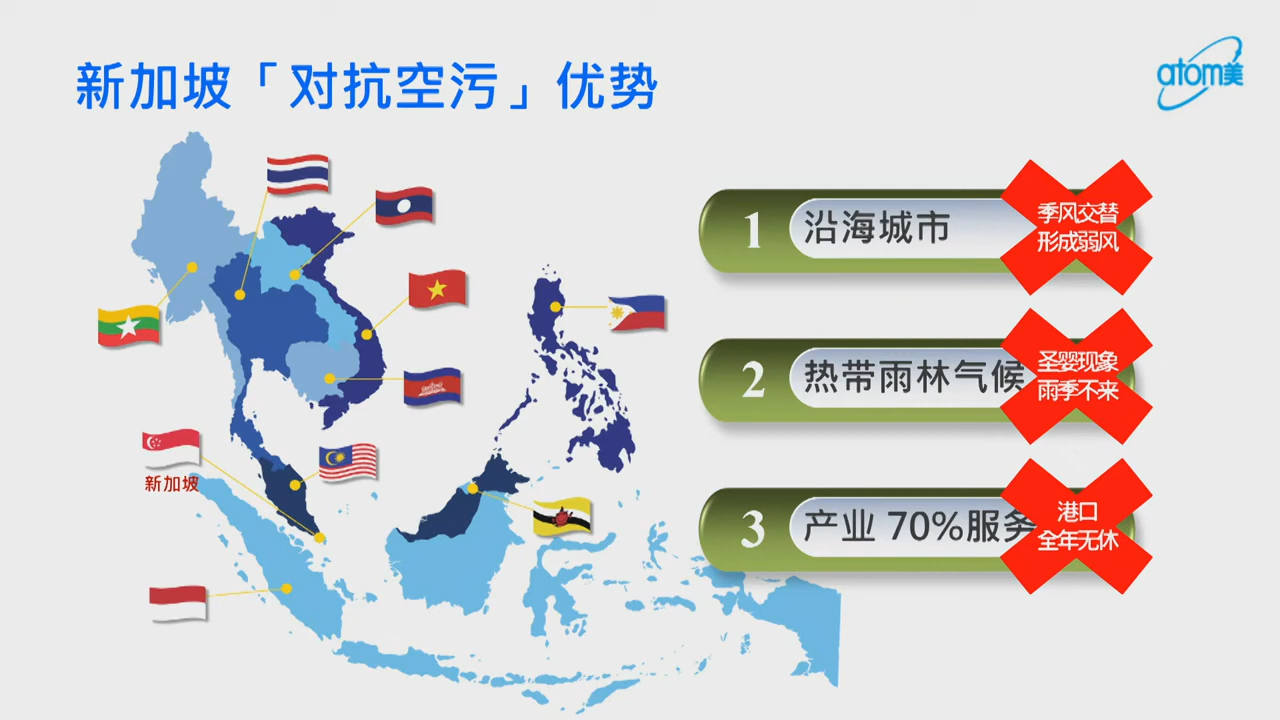 新加坡「对抗空污」优势
atom美
1 沿海城市
季风交替
形成弱风
2 热带雨林气候
圣婴现象
雨季不来
新加坡
3 产业 70%服务
港口
全年无休